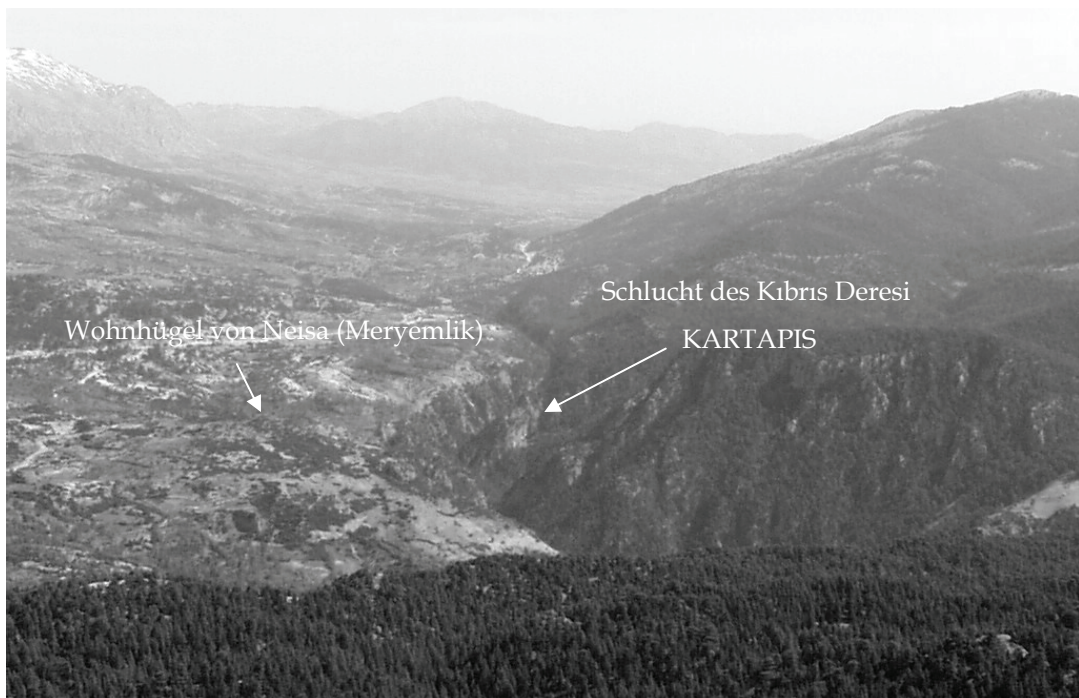 Schlucht des Kıbrıs Deresi
Wohnhügel von Neisa (Meryemlik)
KARTAPIS